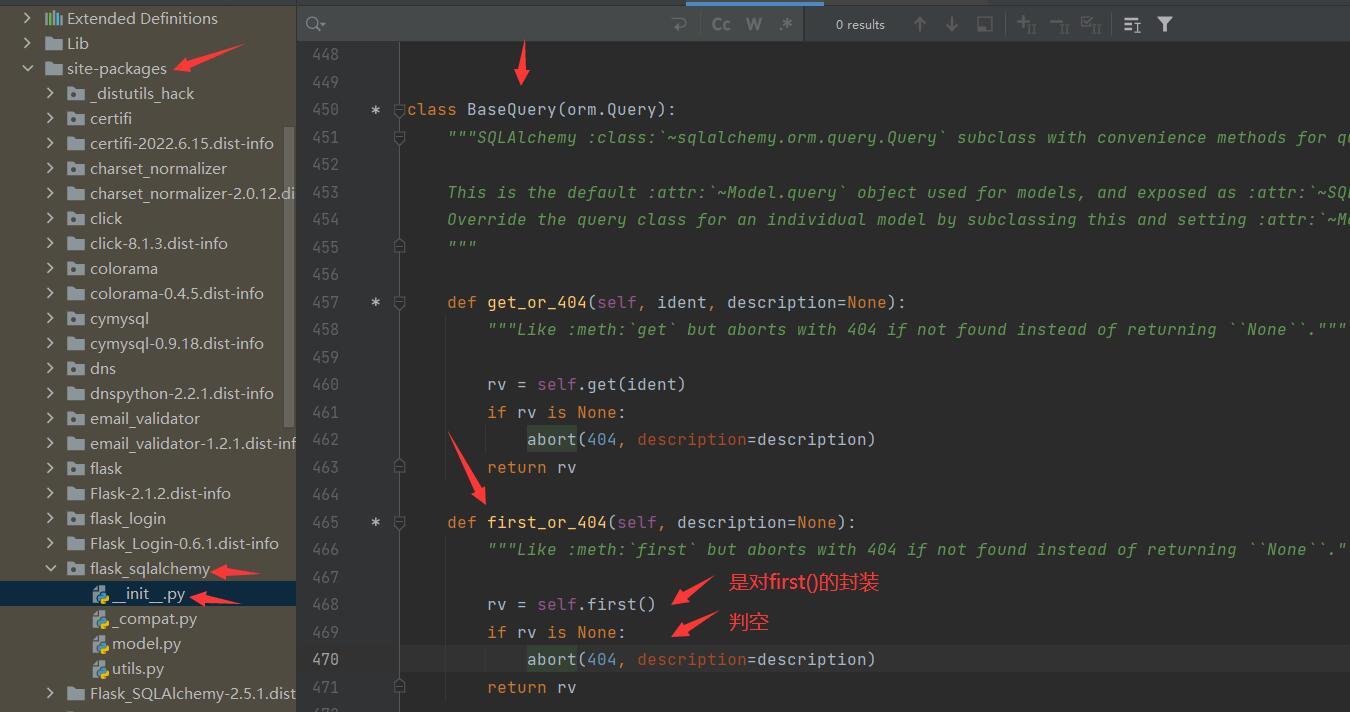 Extended Definitions
Lib
site-packages
_distutils_hack
certifi
certifi-2022.6.15.dist-info
charset_normalizer
charset_normalizer-2.0.12.di
click
click-8.1.3.dist-info
colorama
colorama-0.4.5.dist-info
cymysql
cymysql-0.9.18.dist-info
dns
dnspython-2.2.1.dist-info
email_validator
email_validator-1.2.1.dist-inf
flask
Flask-2.1.2.dist-info
flask_login
Flask_Login-0.6.1.dist-info
flask_sqlalchemy
__init__.py
_compat.py
model.py
utils.py
Flask_SQLAlchemy-2.5.1.dist
Cc W .* 0 results
448
449
450 * class BaseQuery(orm.Query):
451 """SQLAlchemy :class:`~sqlalchemy.orm.query.Query` subclass with convenience methods for qu
452
453 This is the default :attr:`~Model.query` object used for models, and exposed as :attr:`~SQL
454 Override the query class for an individual model by subclassing this and setting :attr:`~Mo
455 """
456
457 * def get_or_404(self, ident, description=None):
458 """Like :meth:`get` but aborts with 404 if not found instead of returning ``None``."""
459
460 rv = self.get(ident)
461 if rv is None:
462 abort(404, description=description)
463 return rv
464
465 * def first_or_404(self, description=None):
466 """Like :meth:`first` but aborts with 404 if not found instead of returning ``None``."
467
468 rv = self.first() 是对first()的封装
469 if rv is None: 判空
470 abort(404, description=description)
471 return rv